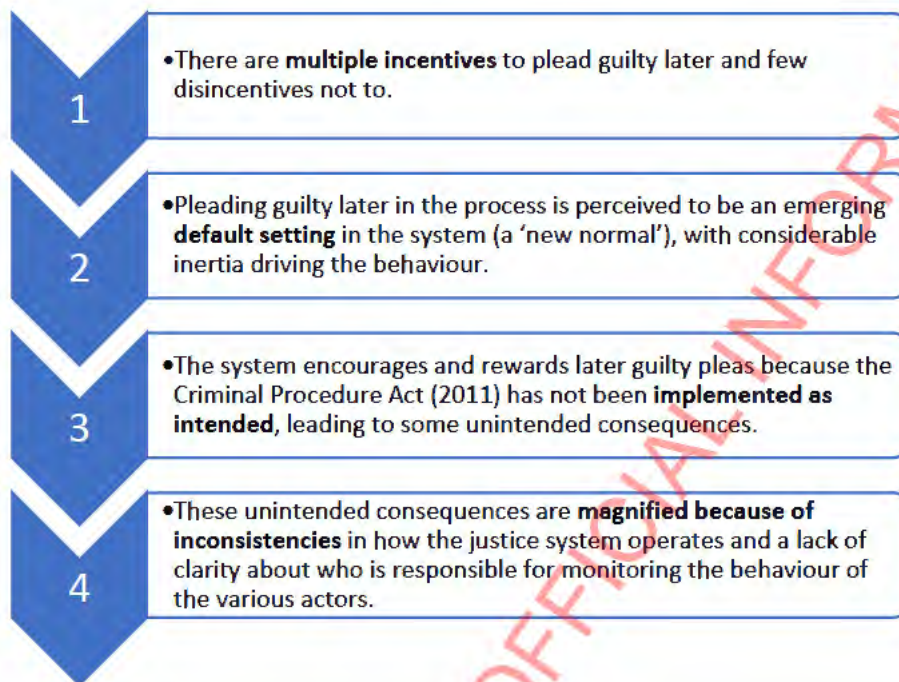 1
•There are multiple incentives to plead guilty later and few
disincentives not to.
2
•Pleading guilty later in the process is perceived to be an emerging
default setting in the system (a 'new normal'), with considerable
inertia driving the behaviour.
3
•The system encourages and rewards later guilty pleas because the
Criminal Procedure Act (2011) has not been implemented as
intended, leading to some unintended consequences.
4
•These unintended consequences are magnified because of
inconsistencies in how the justice system operates and a lack of
clarity about who is responsible for monitoring the behaviour of
the various actors.
OFFICIAL INFORM